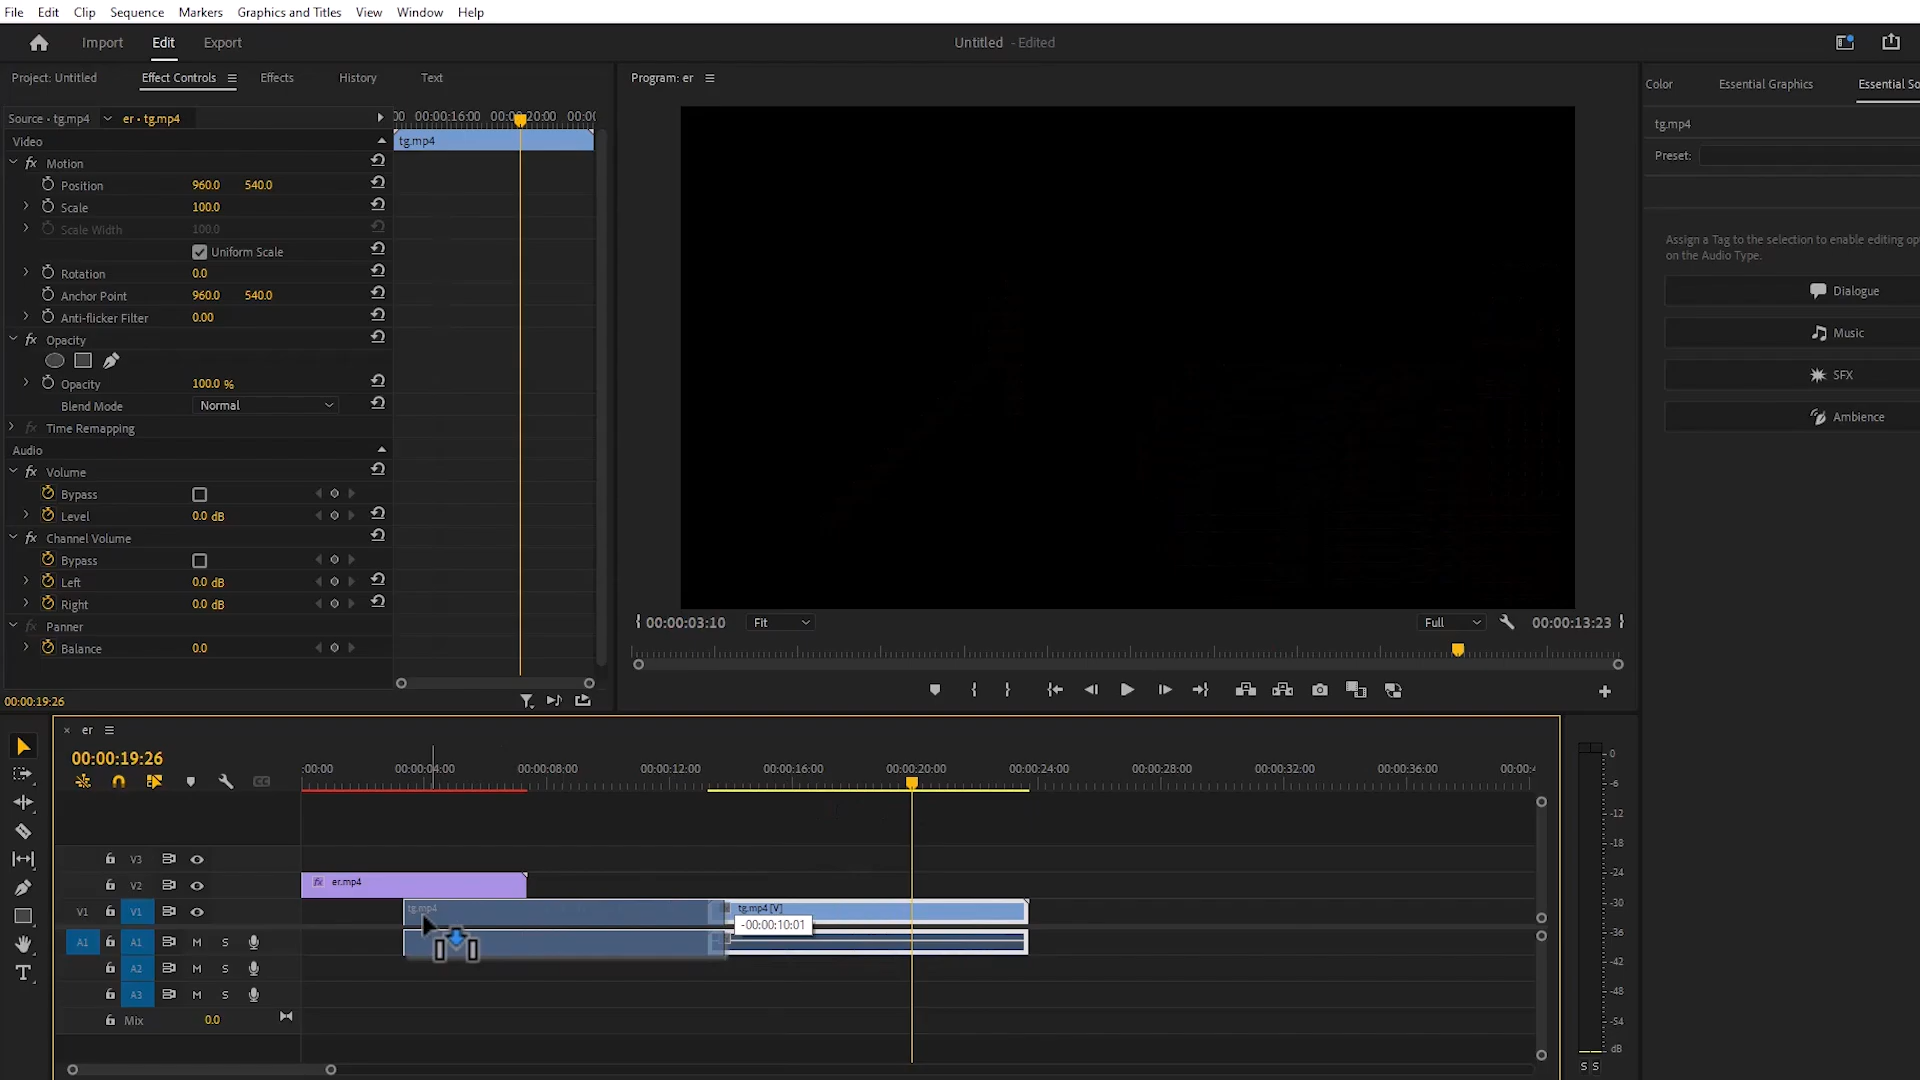 File Edit Clip Sequence Markers Graphics and Titles View Window Help
Import Edit Export
Untitled - Edited
Project: Untitled Effect Controls Effects History Text
Program: er
Color Essential Graphics Essential So
Source • tg.mp4 er • tg.mp4
00 00:00:16:00 00:00:20:00 00:0
tg.mp4
Video
fx Motion
Position 960.0 540.0
Scale 100.0
Scale Width 100.0
Uniform Scale
Rotation 0.0
Anchor Point 960.0 540.0
Anti-flicker Filter 0.00
fx Opacity
Opacity 100.0 %
Blend Mode Normal
fx Time Remapping
Audio
fx Volume
Bypass
Level 0.0 dB
fx Channel Volume
Bypass
Left 0.0 dB
Right 0.0 dB
fx Panner
Balance 0.0
00:00:19:26
tg.mp4
Preset:
Assign a Tag to the selection to enable editing op
on the Audio Type.
Dialogue
Music
SFX
Ambience
00:00:03:10 Fit Full 00:00:13:23
× er
00:00:19:26
:00:00 00:00:04:00 00:00:08:00 00:00:12:00 00:00:16:00 00:00:20:00 00:00:24:00 00:00:28:00 00:00:32:00 00:00:36:00 00:00:4
V3
V2 fx er.mp4
V1 V1 tg.mp4 tg.mp4 [V]
-00:00:10:01
A1 A1 M S
A2 M S
A3 M S
Mix 0.0
0
-6
-12
-18
-24
-30
-36
-42
-48
-54
dB
S S